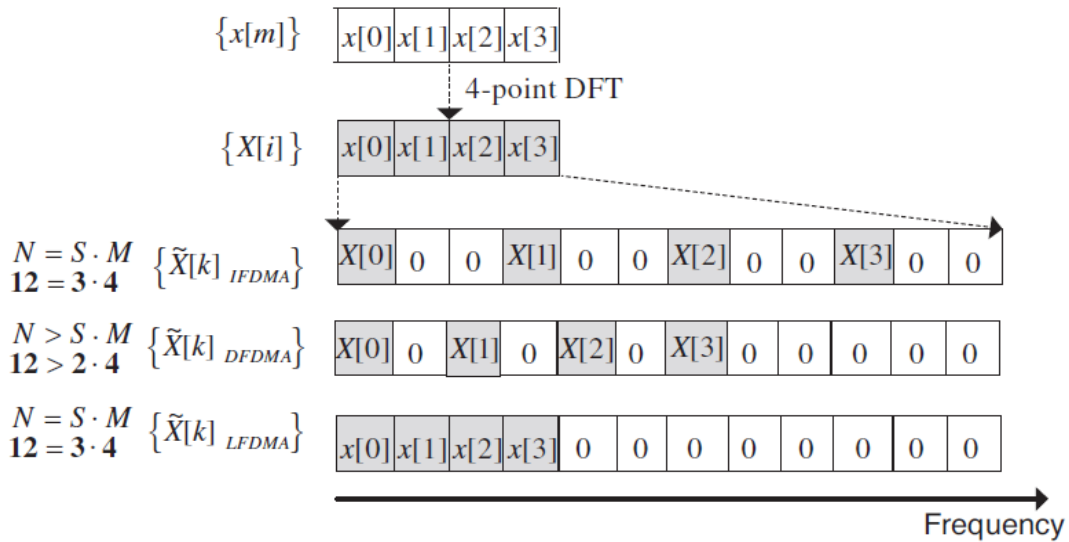 {x[m]} x[0] x[1] x[2] x[3]
4-point DFT
{X[i]} x[0] x[1] x[2] x[3]
N = S · M {X̃[k] IFDMA} X[0] 0 0 X[1] 0 0 X[2] 0 0 X[3] 0 0
12 = 3 · 4
N > S · M {X̃[k] DFDMA} X[0] 0 X[1] 0 X[2] 0 X[3] 0 0 0 0 0
12 > 2 · 4
N = S · M {X̃[k] LFDMA} x[0] x[1] x[2] x[3] 0 0 0 0 0 0 0 0
12 = 3 · 4
Frequency